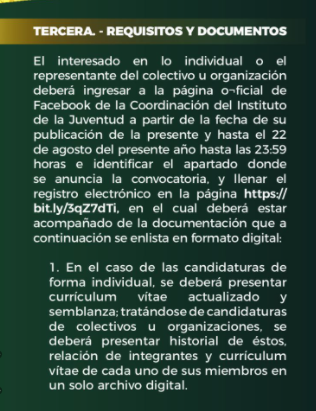 TERCERA. - REQUISITOS Y DOCUMENTOS
El interesado en lo individual o el
representante del colectivo u organización
deberá ingresar a la página o¬ficial de
Facebook de la Coordinación del Instituto
de la Juventud a partir de la fecha de su
publicación de la presente y hasta el 22
de agosto del presente año hasta las 23:59
horas e identificar el apartado donde
se anuncia la convocatoria, y llenar el
registro electrónico en la página https://
bit.ly/3qZ7dTi, en el cual deberá estar
acompañado de la documentación que a
continuación se enlista en formato digital:
1. En el caso de las candidaturas de
forma individual, se deberá presentar
currículum vítae actualizado y
semblanza; tratándose de candidaturas
de colectivos u organizaciones, se
deberá presentar historial de éstos,
relación de integrantes y currículum
vítae de cada uno de sus miembros en
un solo archivo digital.